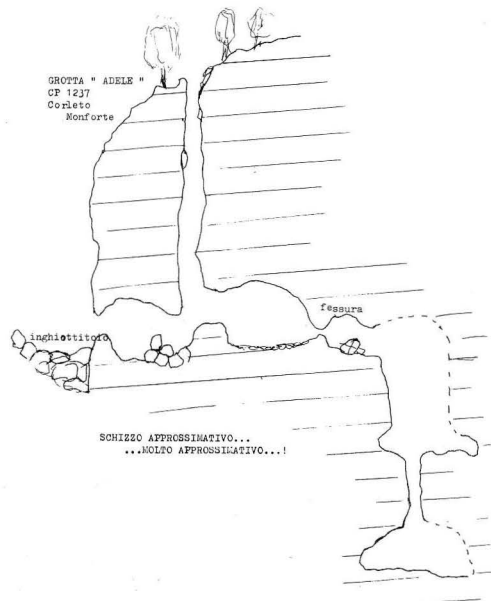 GROTTA " ADELE "
CP 1237
Corleto
Monforte
fessura
inghiottitoio
SCHIZZO APPROSSIMATIVO...
...MOLTO APPROSSIMATIVO...!